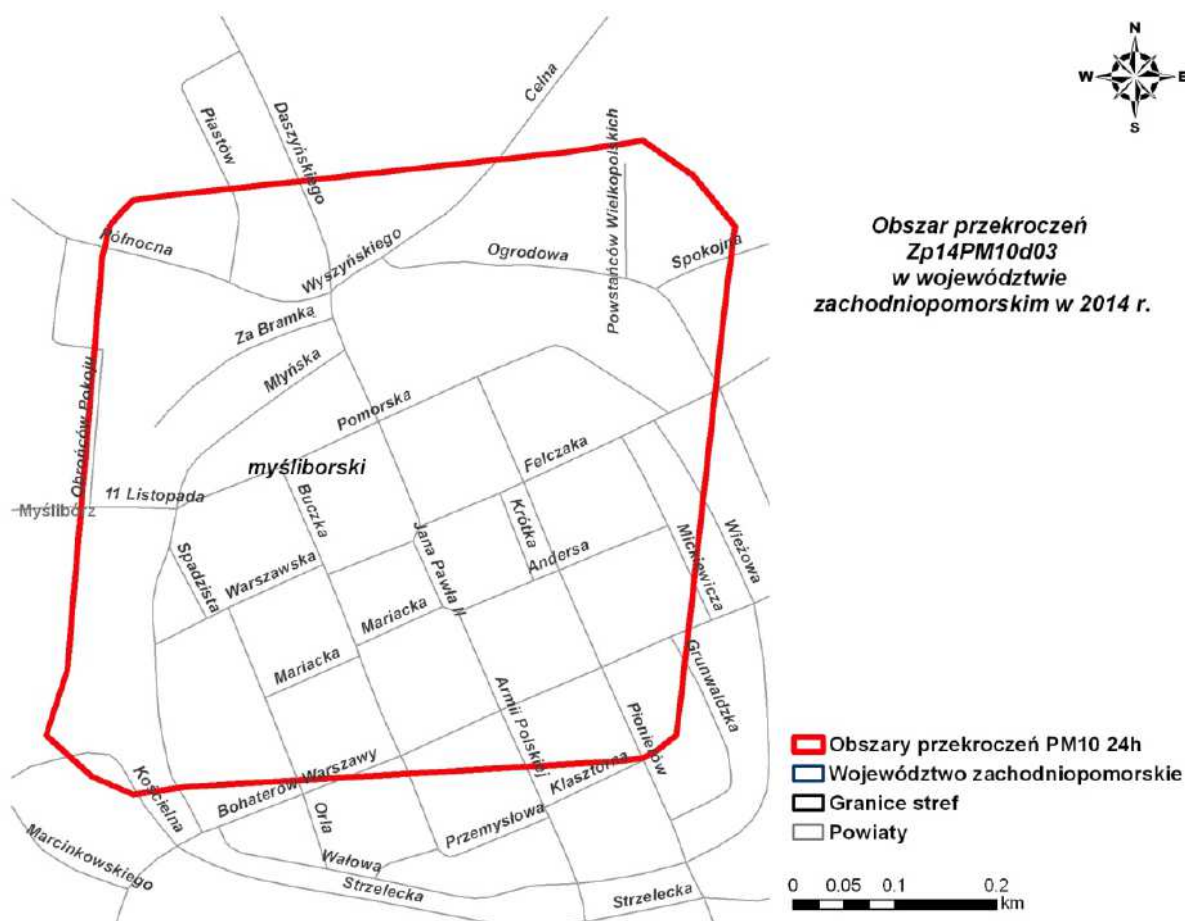 N
W
E
S
Obszar przekroczeń
Zp14PM10d03
w województwie
zachodniopomorskim w 2014 r.
Celna
Piastów
Daszyńskiego
Powstańców Wielkopolskich
Północna
Wyszyńskiego
Ogrodowa
Spokojna
Za Bramką
Młyńska
Obrońców Pokoju
Pomorska
myśliborski
Felczaka
11 Listopada
Myślibórz
Buczka
Krótka
Jana Pawła II
Andersa
Mickiewicza
Wieżowa
Spadzista
Warszawska
Mariacka
Mariacka
Grunwaldzka
Armii Polskiej
Pionierów
Klasztorna
Kościelna
Bohaterów Warszawy
Orla
Przemysłowa
Marcinkowskiego
Wałowa
Strzelecka
Strzelecka
Obszary przekroczeń PM10 24h
Województwo zachodniopomorskie
Granice stref
Powiaty
0 0.05 0.1 0.2
km